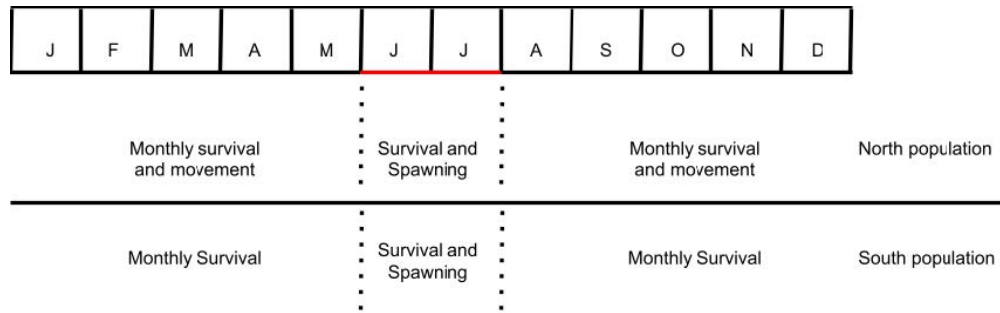 J F M A M J J A S O N D
Monthly survival
and movement
Survival and
Spawning
Monthly survival
and movement
North population
Monthly Survival
Survival and
Spawning
Monthly Survival
South population